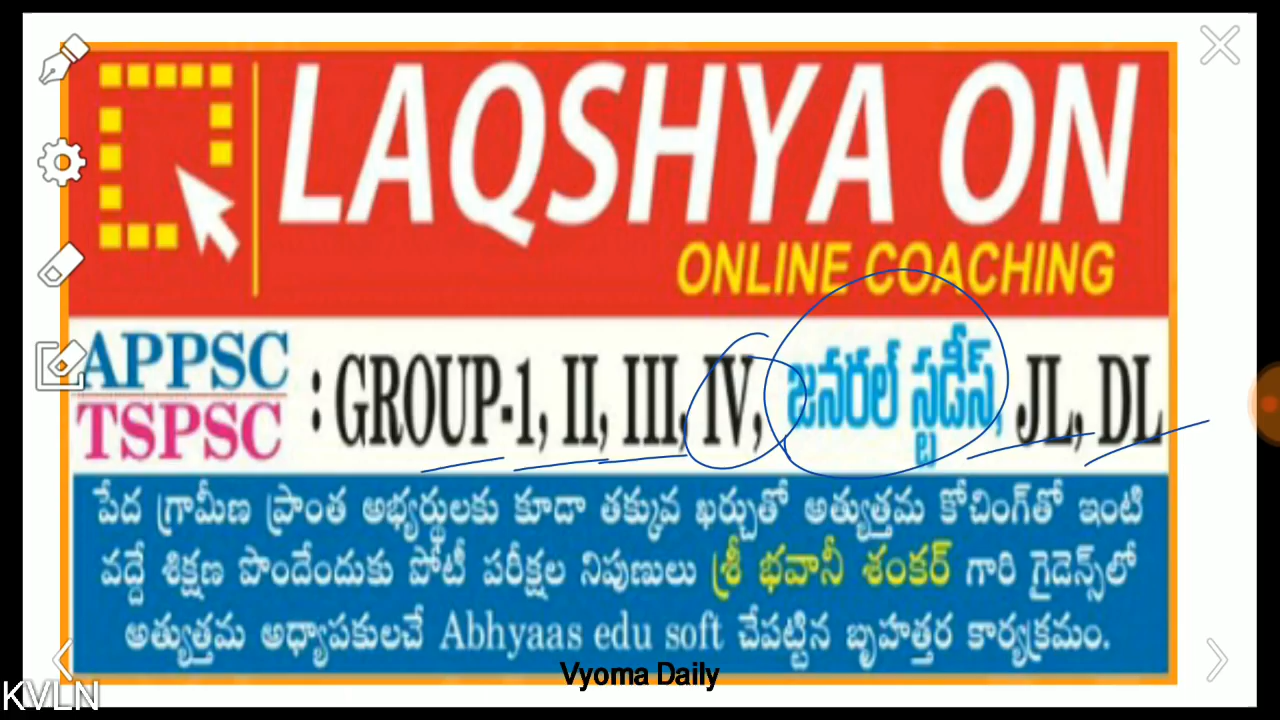 LAQSHYA ON
ONLINE COACHING
APPSC
TSPSC
: GROUP-1, II, III, IV, జనరల్ స్టడీస్, JL, DL
పేద గ్రామీణ ప్రాంత అభ్యర్థులకు కూడా తక్కువ ఖర్చుతో అత్యుత్తమ కోచింగ్‌తో ఇంటి
వద్దే శిక్షణ పొందేందుకు పోటీ పరీక్షల నిపుణులు శ్రీ భవానీ శంకర్ గారి గైడెన్స్‌లో
అత్యుత్తమ అధ్యాపకులచే Abhyaas edu soft చేపట్టిన బృహత్తర కార్యక్రమం.
Vyoma Daily
KVLN